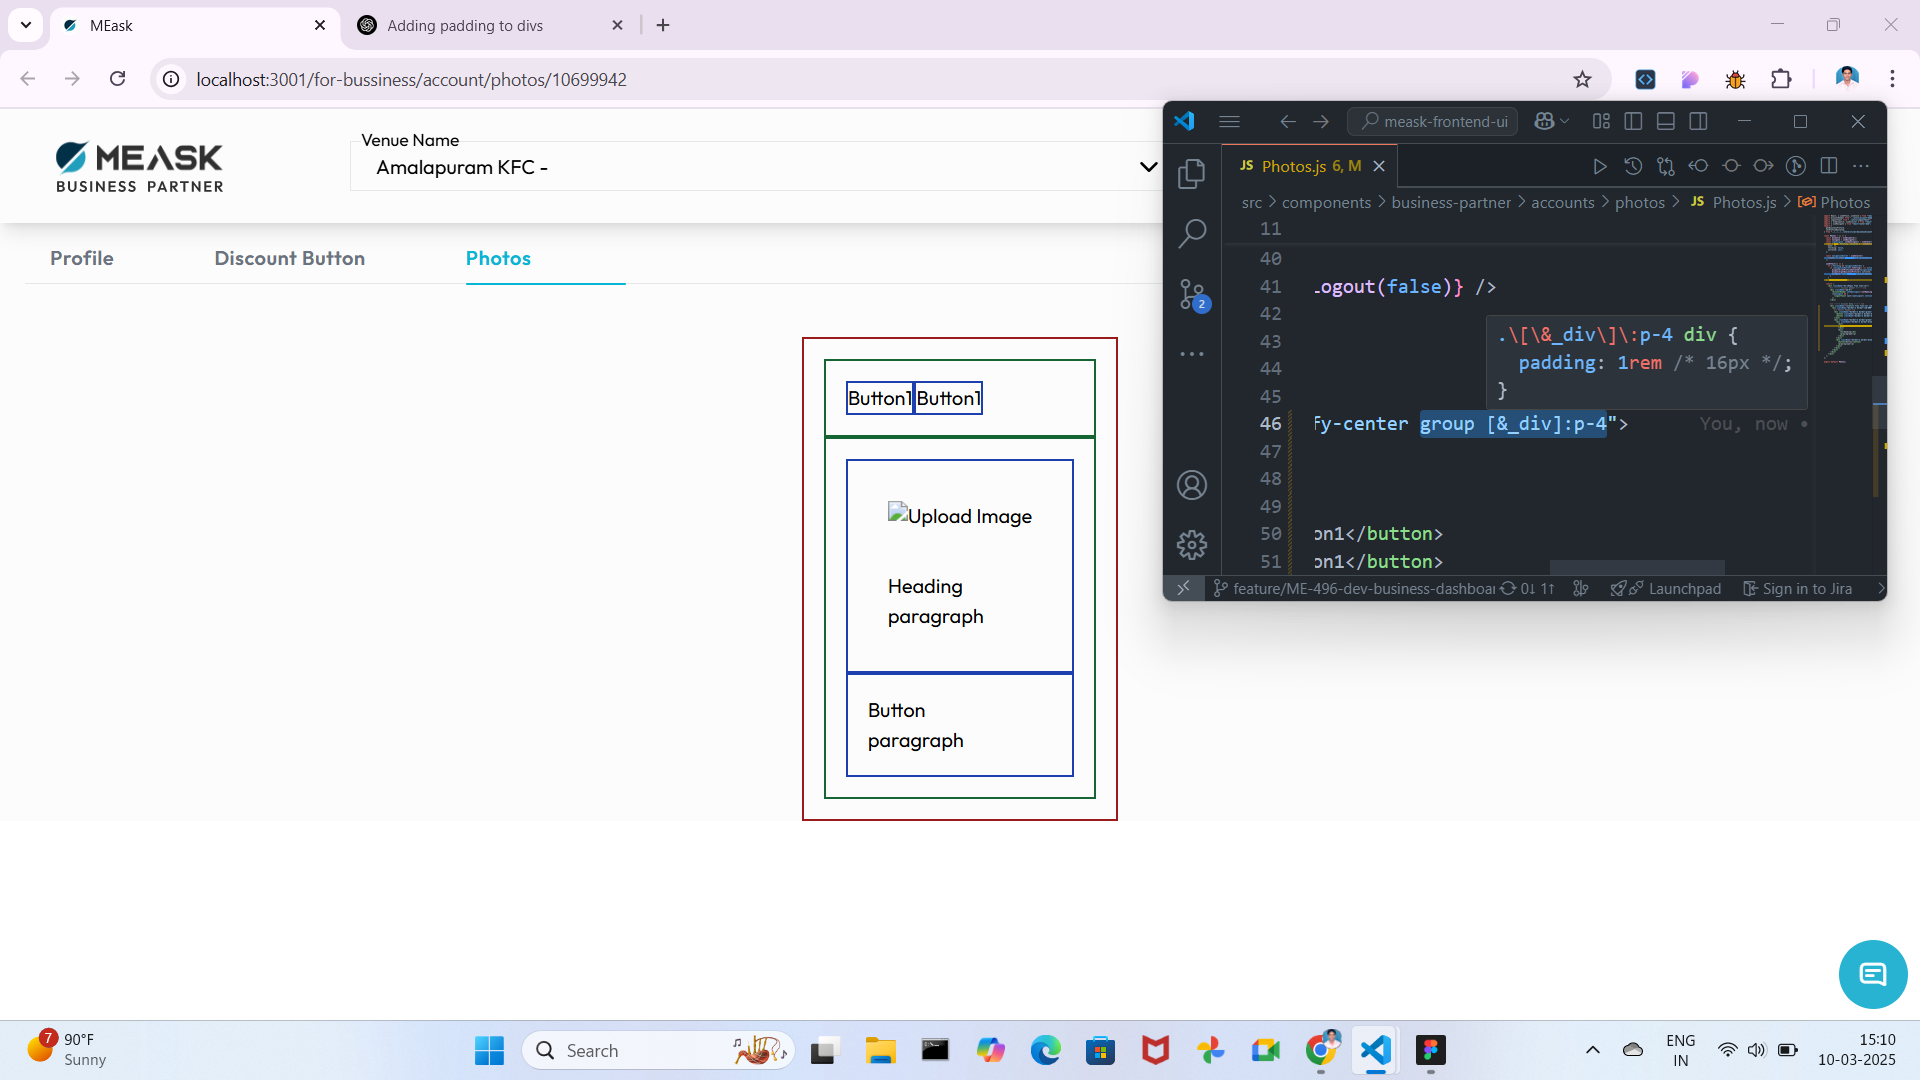 MEask
Adding padding to divs
localhost:3001/for-bussiness/account/photos/10699942
MEASK
BUSINESS PARTNER
Venue Name
Amalapuram KFC -
Profile
Discount Button
Photos
Button1
Button1
Upload Image
Heading
paragraph
Button
paragraph
meask-frontend-ui
JS Photos.js 6, M
src > components > business-partner > accounts > photos > JS Photos.js > Photos
11
40
41 logout(false)} />
42
43
44
45
.\[\&_div\]\:p-4 div {
padding: 1rem /* 16px */;
}
46 fy-center group [&_div]:p-4"> You, now •
47
48
49
50 on1</button>
51 on1</button>
2
feature/ME-496-dev-business-dashboar 0↓ 1↑ Launchpad Sign in to Jira
7
90°F
Sunny
Search
ENG
IN
15:10
10-03-2025